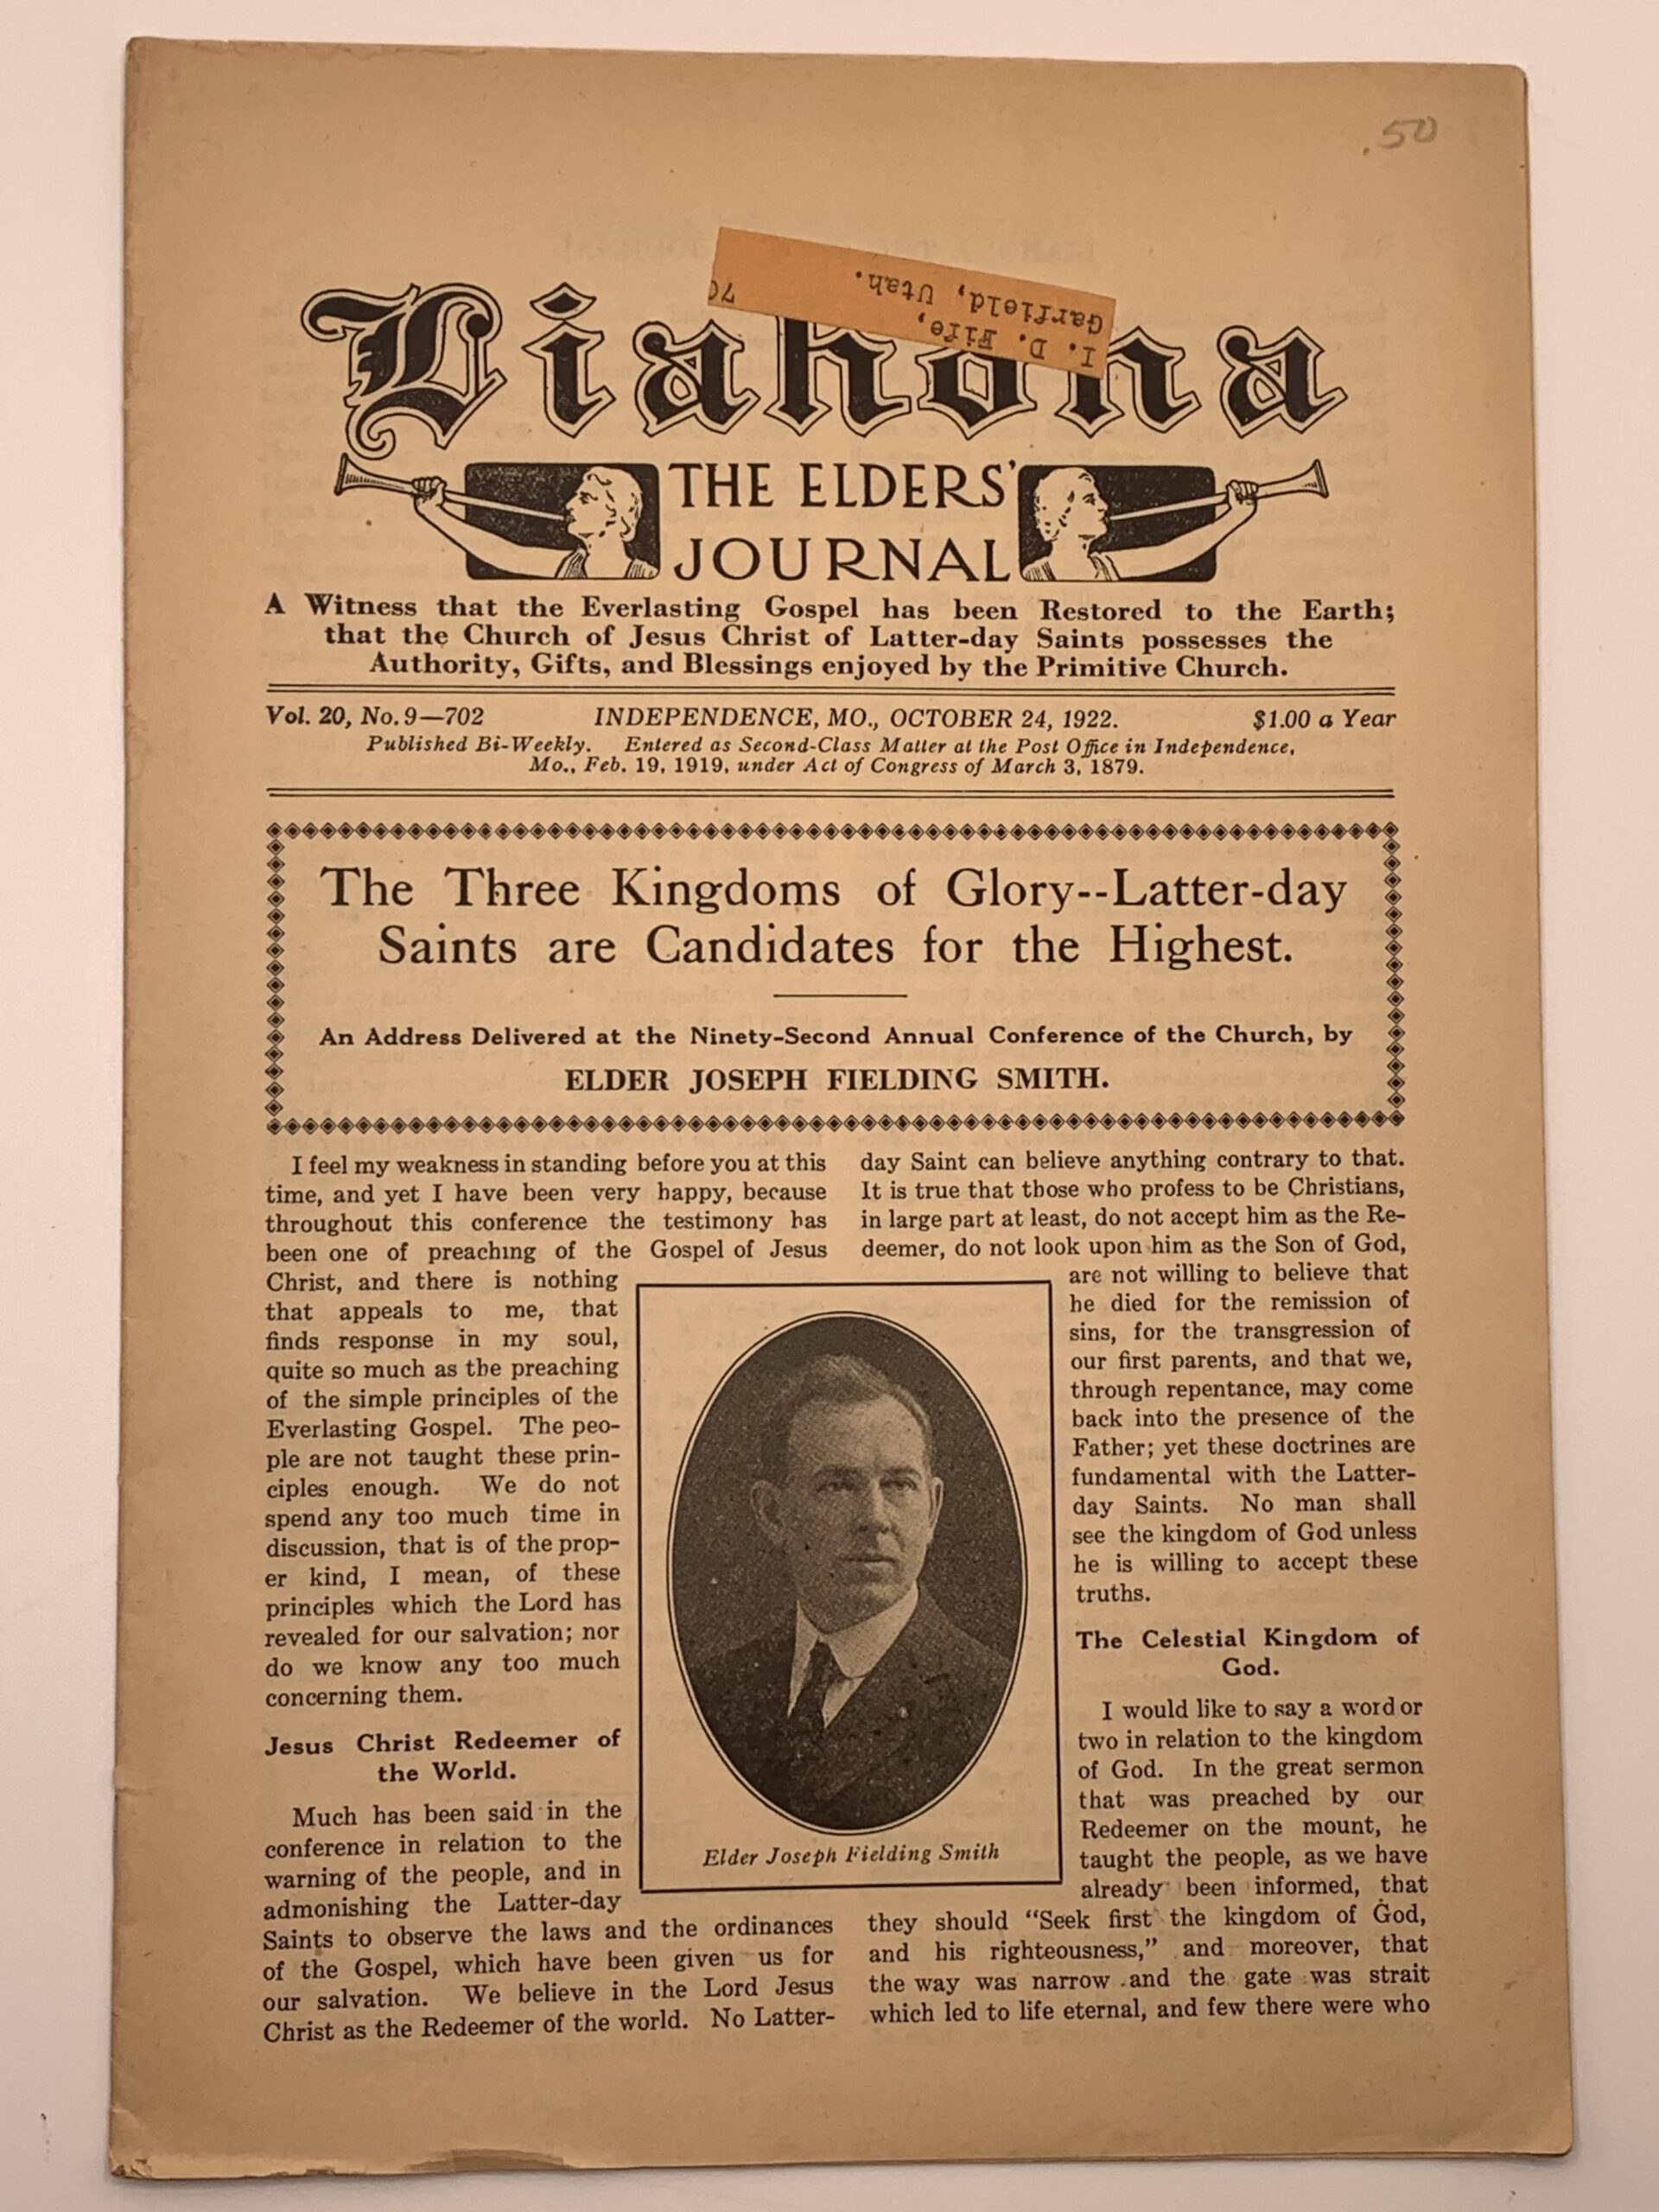 .50
I. D. Fife,
Garfield, Utah.
Liahona
THE ELDERS'
JOURNAL
A Witness that the Everlasting Gospel has been Restored to the Earth;
that the Church of Jesus Christ of Latter-day Saints possesses the
Authority, Gifts, and Blessings enjoyed by the Primitive Church.
Vol. 20, No. 9—702 INDEPENDENCE, MO., OCTOBER 24, 1922. $1.00 a Year
Published Bi-Weekly. Entered as Second-Class Matter at the Post Office in Independence,
Mo., Feb. 19, 1919, under Act of Congress of March 3, 1879.
The Three Kingdoms of Glory--Latter-day
Saints are Candidates for the Highest.
An Address Delivered at the Ninety-Second Annual Conference of the Church, by
ELDER JOSEPH FIELDING SMITH.
I feel my weakness in standing before you at this
time, and yet I have been very happy, because
throughout this conference the testimony has
been one of preaching of the Gospel of Jesus
Christ, and there is nothing
that appeals to me, that
finds response in my soul,
quite so much as the preaching
of the simple principles of the
Everlasting Gospel. The peo-
ple are not taught these prin-
ciples enough. We do not
spend any too much time in
discussion, that is of the prop-
er kind, I mean, of these
principles which the Lord has
revealed for our salvation; nor
do we know any too much
concerning them.
Jesus Christ Redeemer of
the World.
Much has been said in the
conference in relation to the
warning of the people, and in
admonishing the Latter-day
Saints to observe the laws and the ordinances
of the Gospel, which have been given us for
our salvation. We believe in the Lord Jesus
Christ as the Redeemer of the world. No Latter-
day Saint can believe anything contrary to that.
It is true that those who profess to be Christians,
in large part at least, do not accept him as the Re-
deemer, do not look upon him as the Son of God,
are not willing to believe that
he died for the remission of
sins, for the transgression of
our first parents, and that we,
through repentance, may come
back into the presence of the
Father; yet these doctrines are
fundamental with the Latter-
day Saints. No man shall
see the kingdom of God unless
he is willing to accept these
truths.
The Celestial Kingdom of
God.
I would like to say a word or
two in relation to the kingdom
of God. In the great sermon
that was preached by our
Redeemer on the mount, he
taught the people, as we have
already been informed, that
they should "Seek first the kingdom of God,
and his righteousness," and moreover, that
the way was narrow and the gate was strait
which led to life eternal, and few there were who
Elder Joseph Fielding Smith